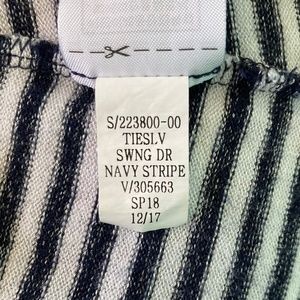 S/223800-00
TIESLV
SWNG DR
NAVY STRIPE
V/305663
SP18
12/17